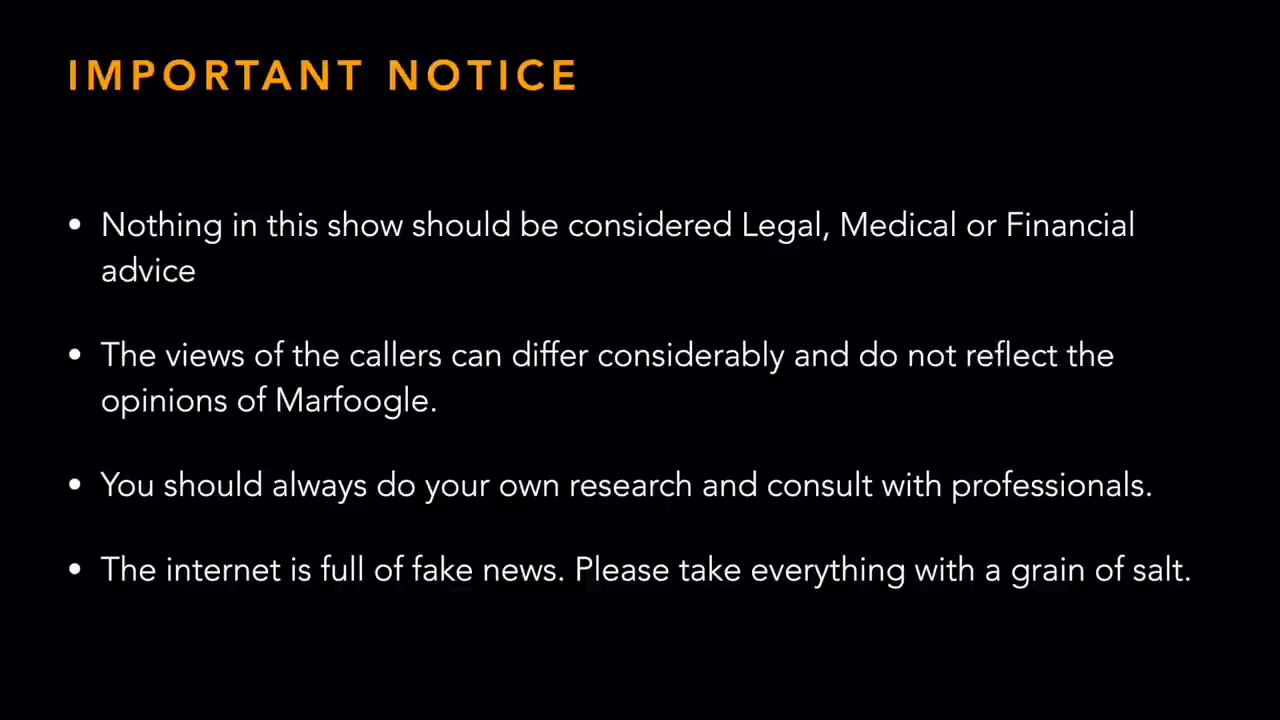 IMPORTANT NOTICE
• Nothing in this show should be considered Legal, Medical or Financial
advice
• The views of the callers can differ considerably and do not reflect the
opinions of Marfoogle.
• You should always do your own research and consult with professionals.
• The internet is full of fake news. Please take everything with a grain of salt.